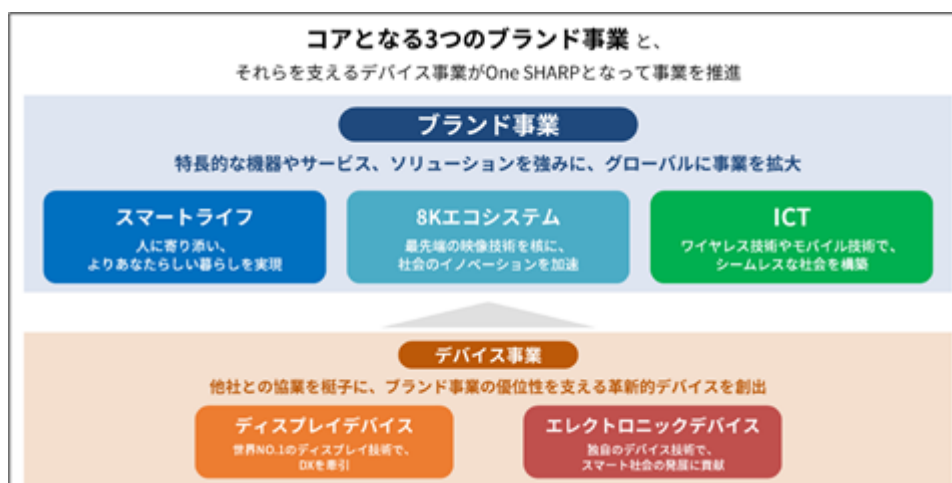 コアとなる3つのブランド事業 と、
それらを支えるデバイス事業がOne SHARPとなって事業を推進
ブランド事業
特長的な機器やサービス、ソリューションを強みに、グローバルに事業を拡大
スマートライフ
人に寄り添い、
よりあなたらしい暮らしを実現
8Kエコシステム
最先端の映像技術を核に、
社会のイノベーションを加速
ICT
ワイヤレス技術やモバイル技術で、
シームレスな社会を構築
デバイス事業
他社との協業を梃子に、ブランド事業の優位性を支える革新的デバイスを創出
ディスプレイデバイス
世界NO.1のディスプレイ技術で、
DXを牽引
エレクトロニックデバイス
独自のデバイス技術で、
スマート社会の発展に貢献